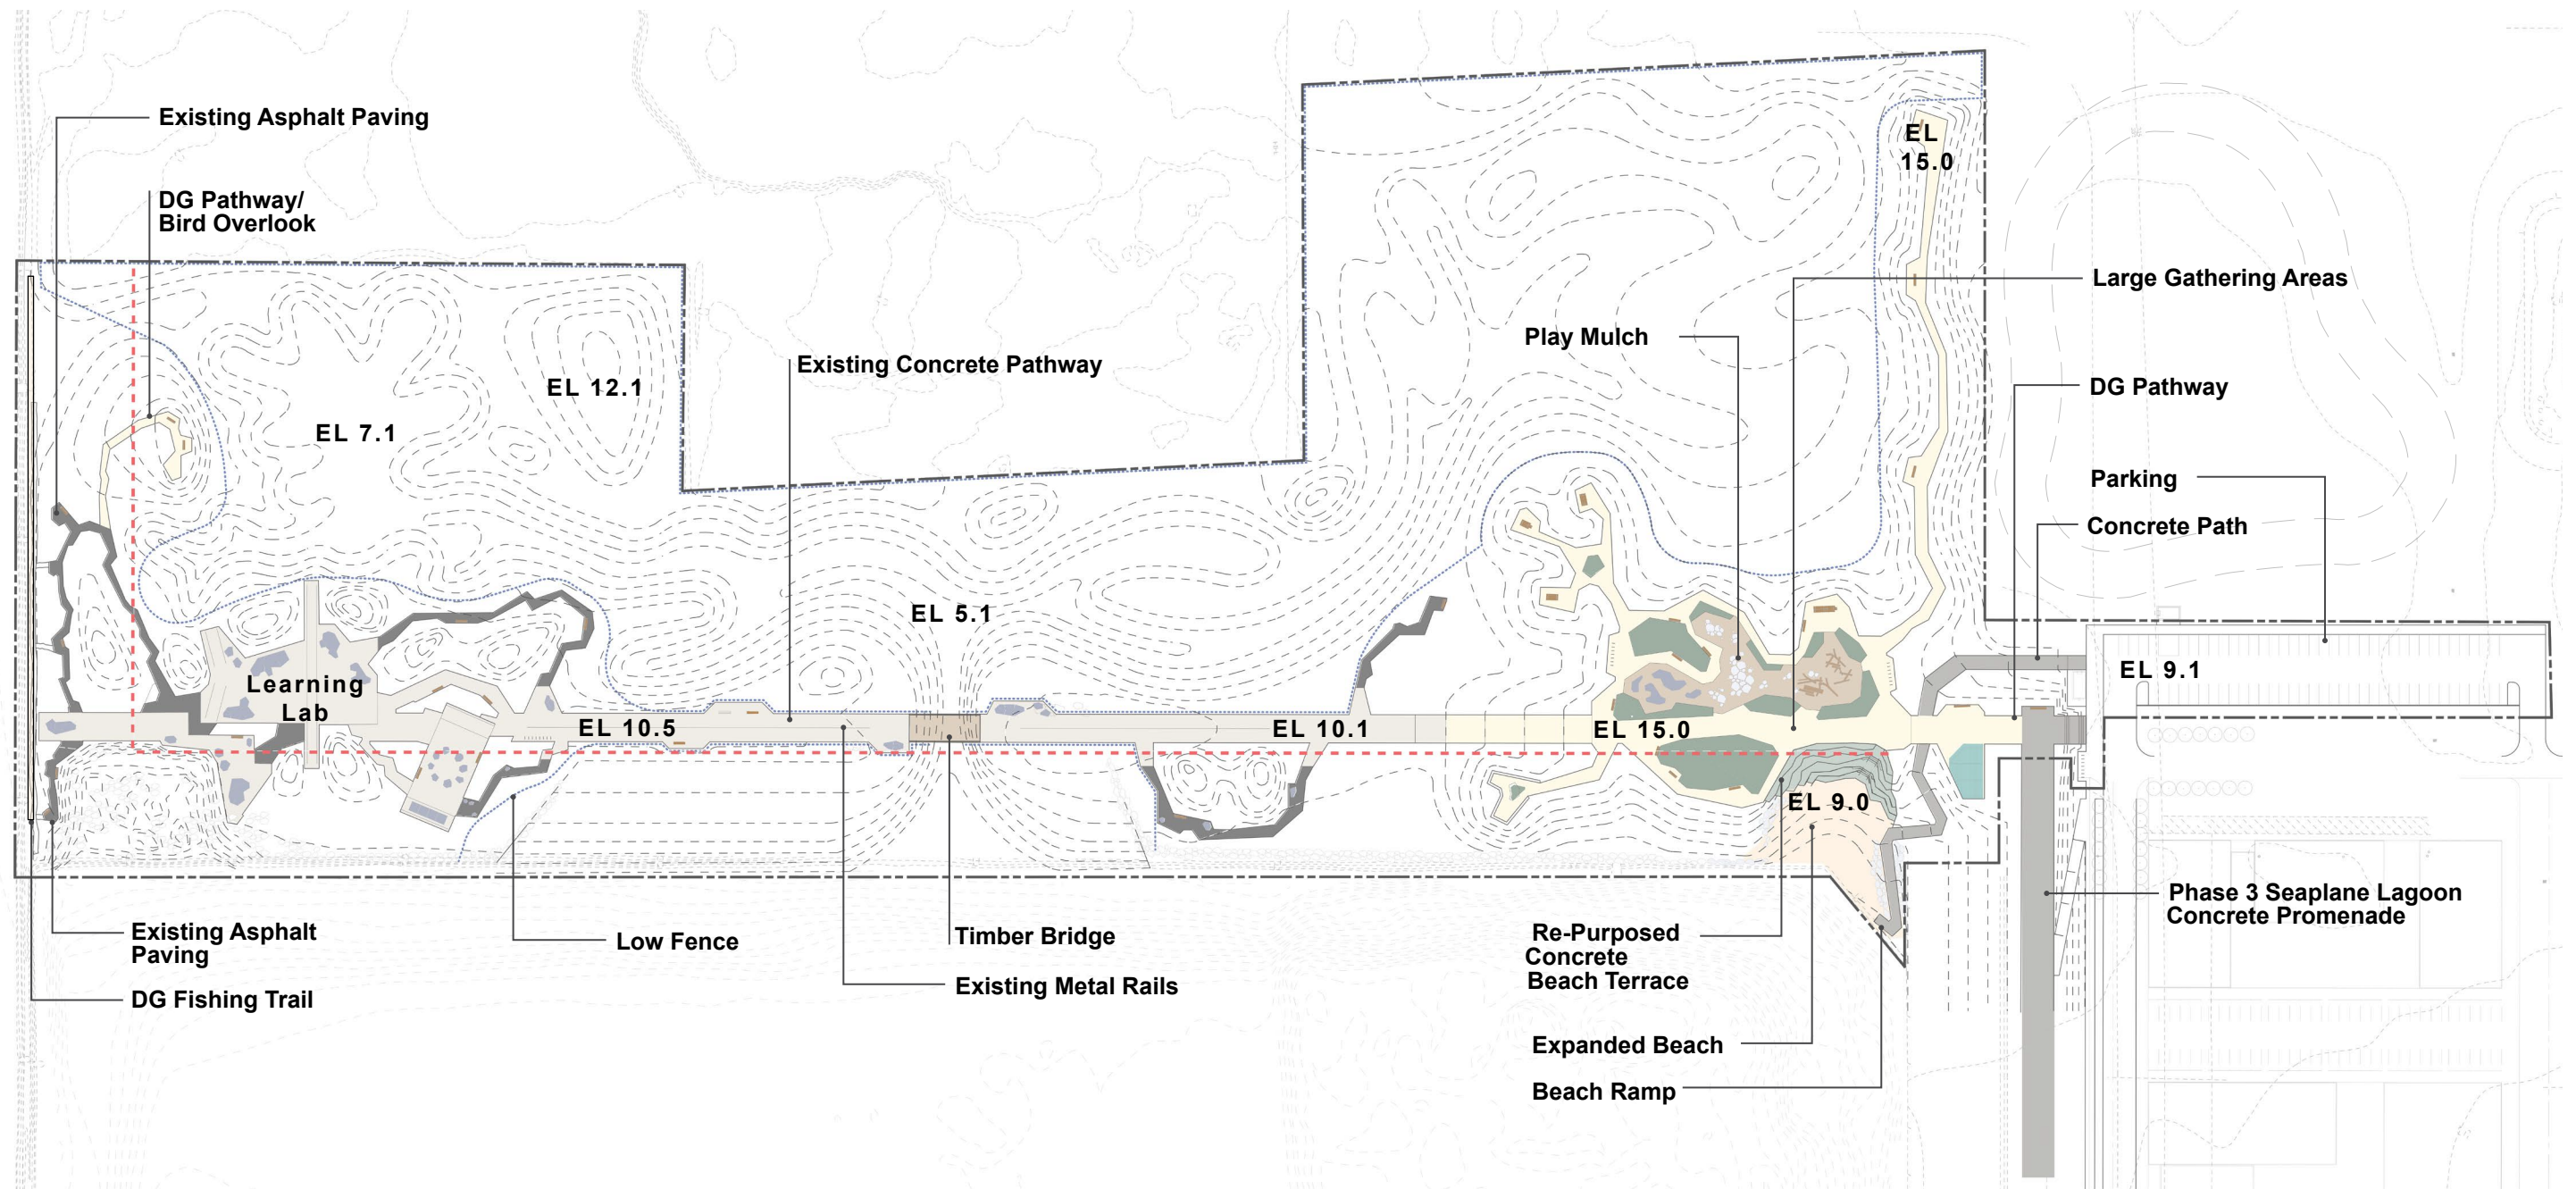 Existing Asphalt Paving
DG Pathway/
Bird Overlook
EL
15.0
Large Gathering Areas
Play Mulch
Existing Concrete Pathway
EL 12.1
DG Pathway
EL 7.1
Parking
Concrete Path
EL 5.1
EL 9.1
Learning
Lab
EL 10.5
EL 10.1
EL 15.0
EL 9.0
Phase 3 Seaplane Lagoon
Concrete Promenade
Existing Asphalt
Paving
Low Fence
Timber Bridge
Re-Purposed
Concrete
Beach Terrace
DG Fishing Trail
Existing Metal Rails
Expanded Beach
Beach Ramp